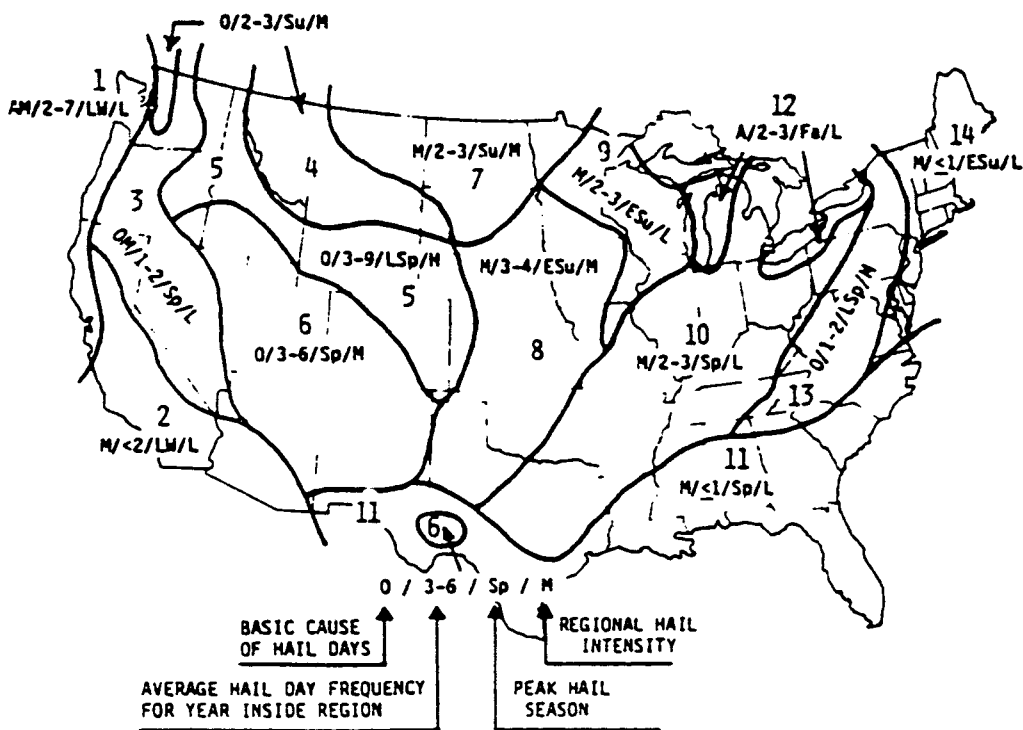 O/2-3/Su/M
1
AM/2-7/LW/L
12
A/2-3/Fa/L
14
M/<1/ESu/L
9
M/2-3/ESu/L
M/2-3/Su/M
7
5
4
3
OM/1-2/Sp/L
O/3-9/LSp/H
5
M/3-4/ESu/M
6
O/3-6/Sp/M
8
10
M/2-3/Sp/L
O/1-2/LSp/M
13
2
M/<2/LW/L
11
M/≤1/Sp/L
11
6
O / 3-6 / Sp / M
BASIC CAUSE
OF HAIL DAYS
REGIONAL HAIL
INTENSITY
AVERAGE HAIL DAY FREQUENCY
FOR YEAR INSIDE REGION
PEAK HAIL
SEASON